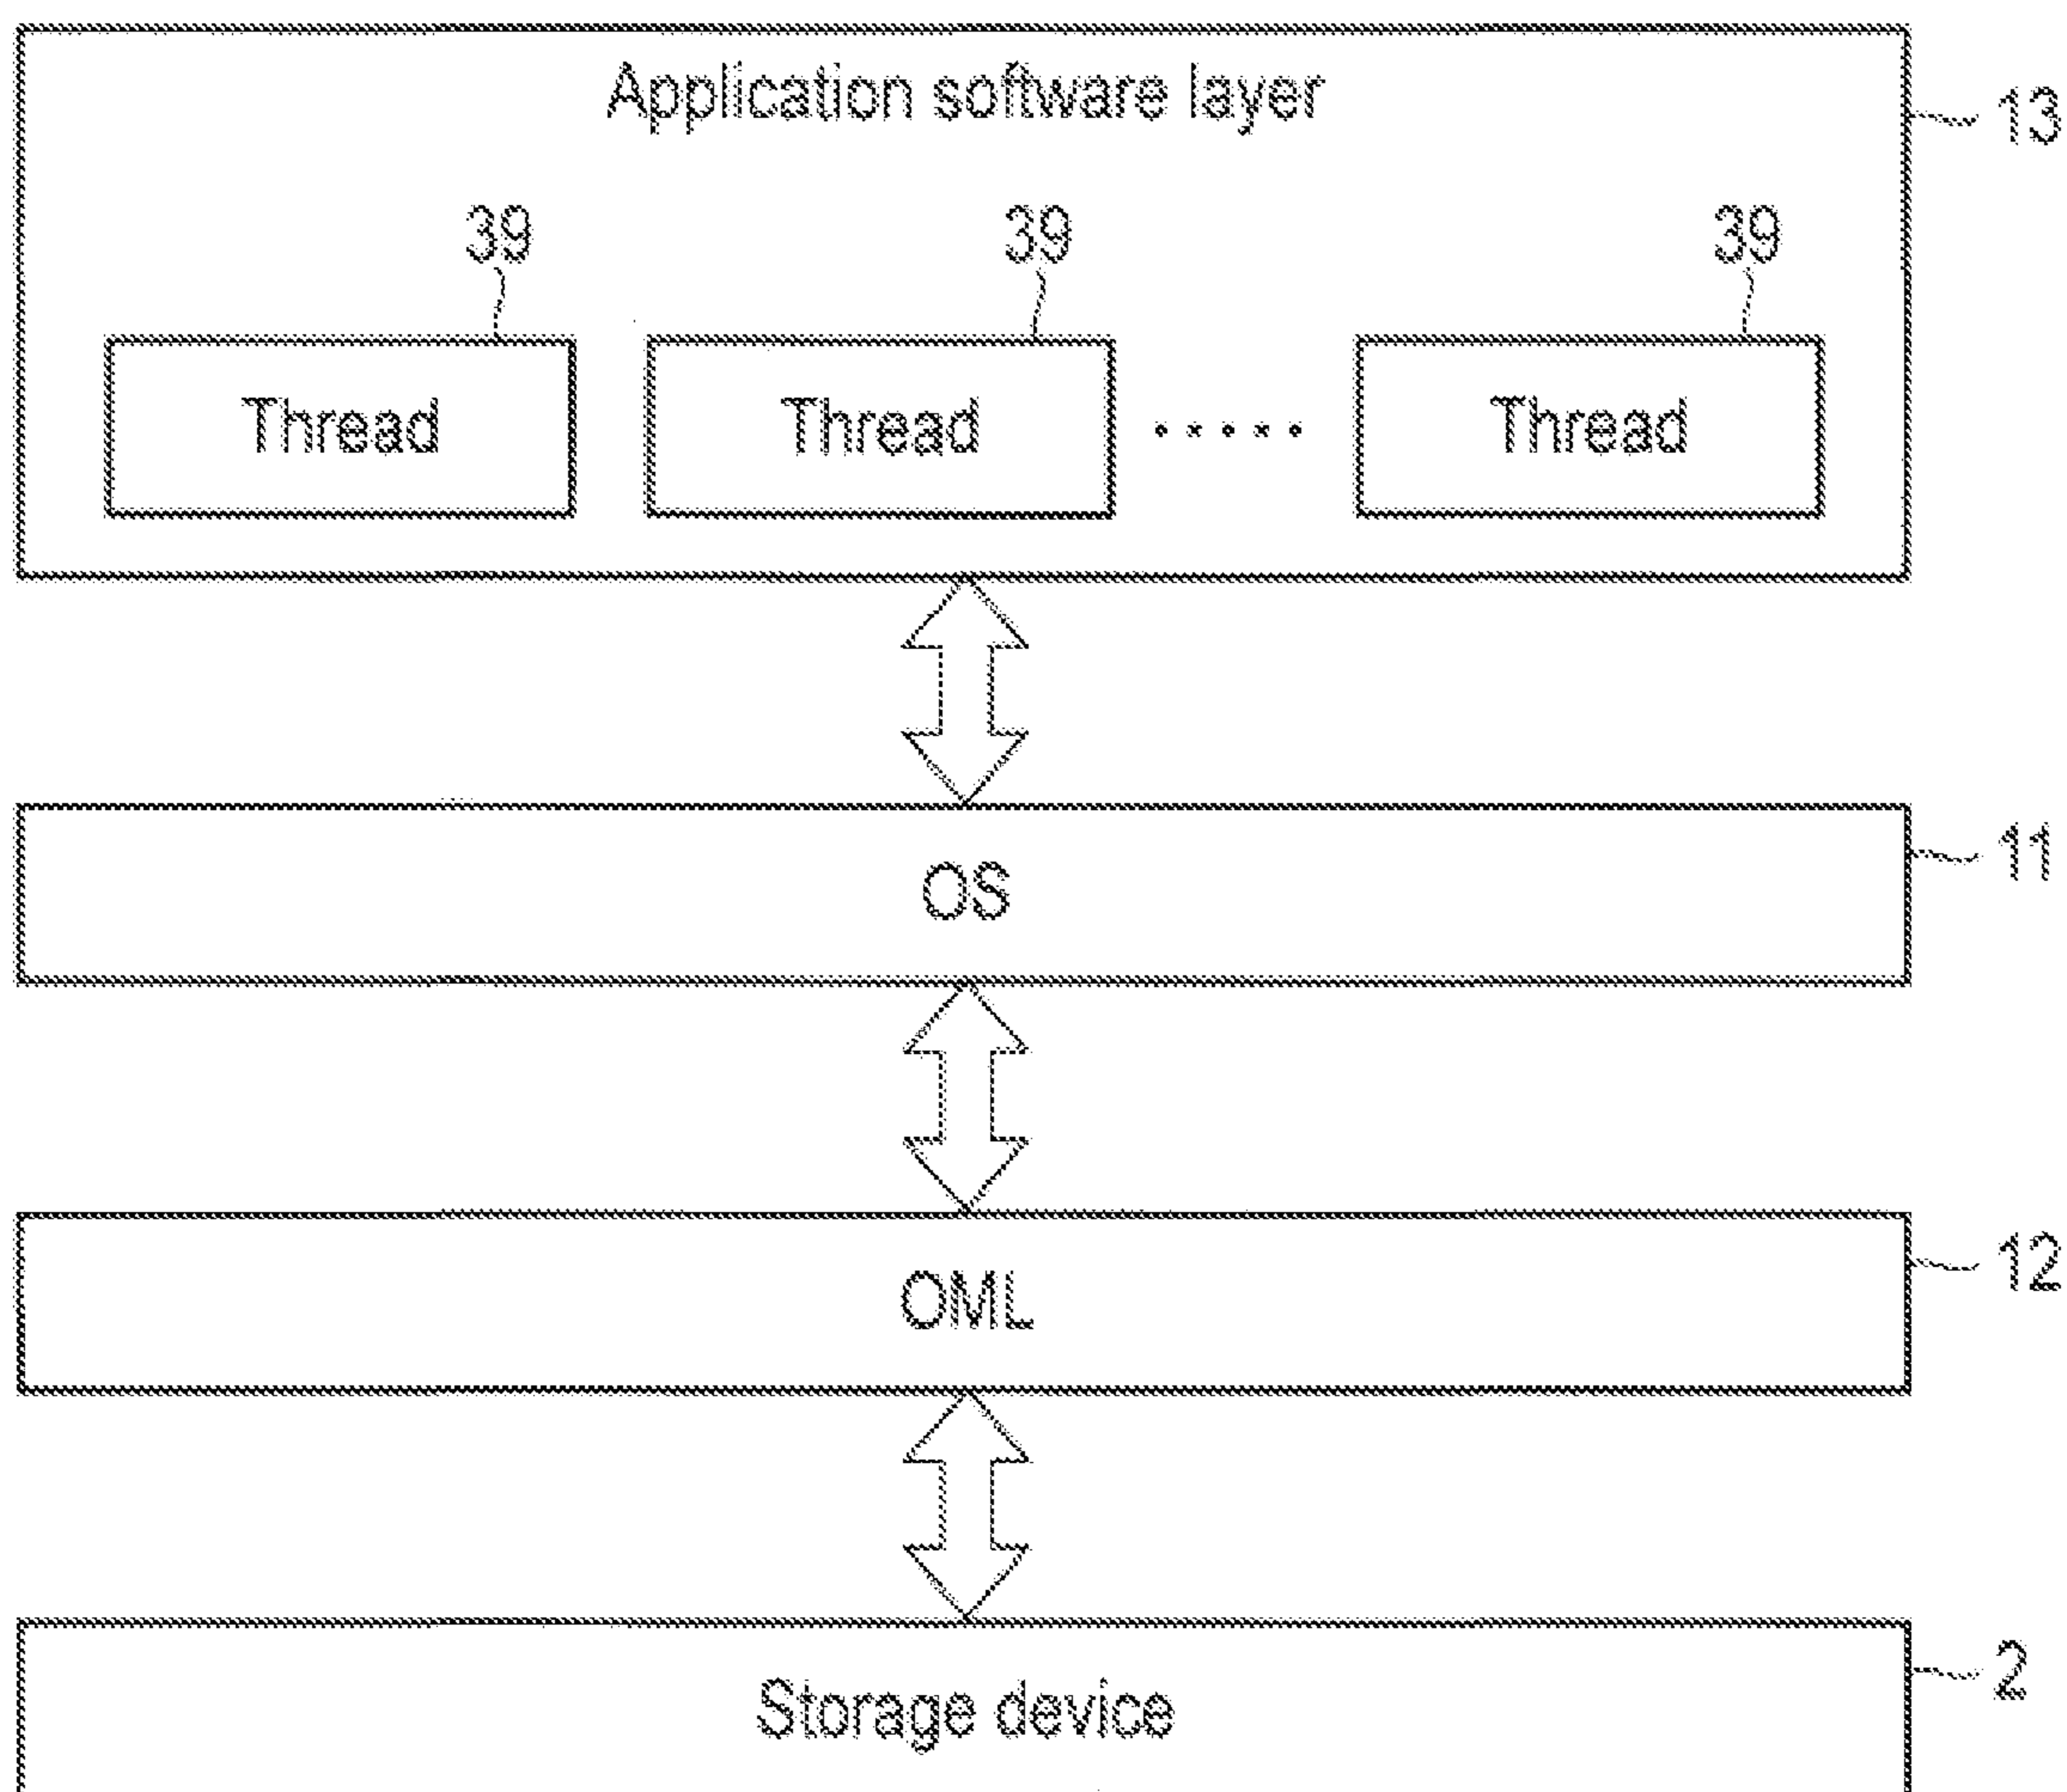 Application software layer
13
39 39 39
Thread Thread ..... Thread
OS
11
OML
12
Storage device
2